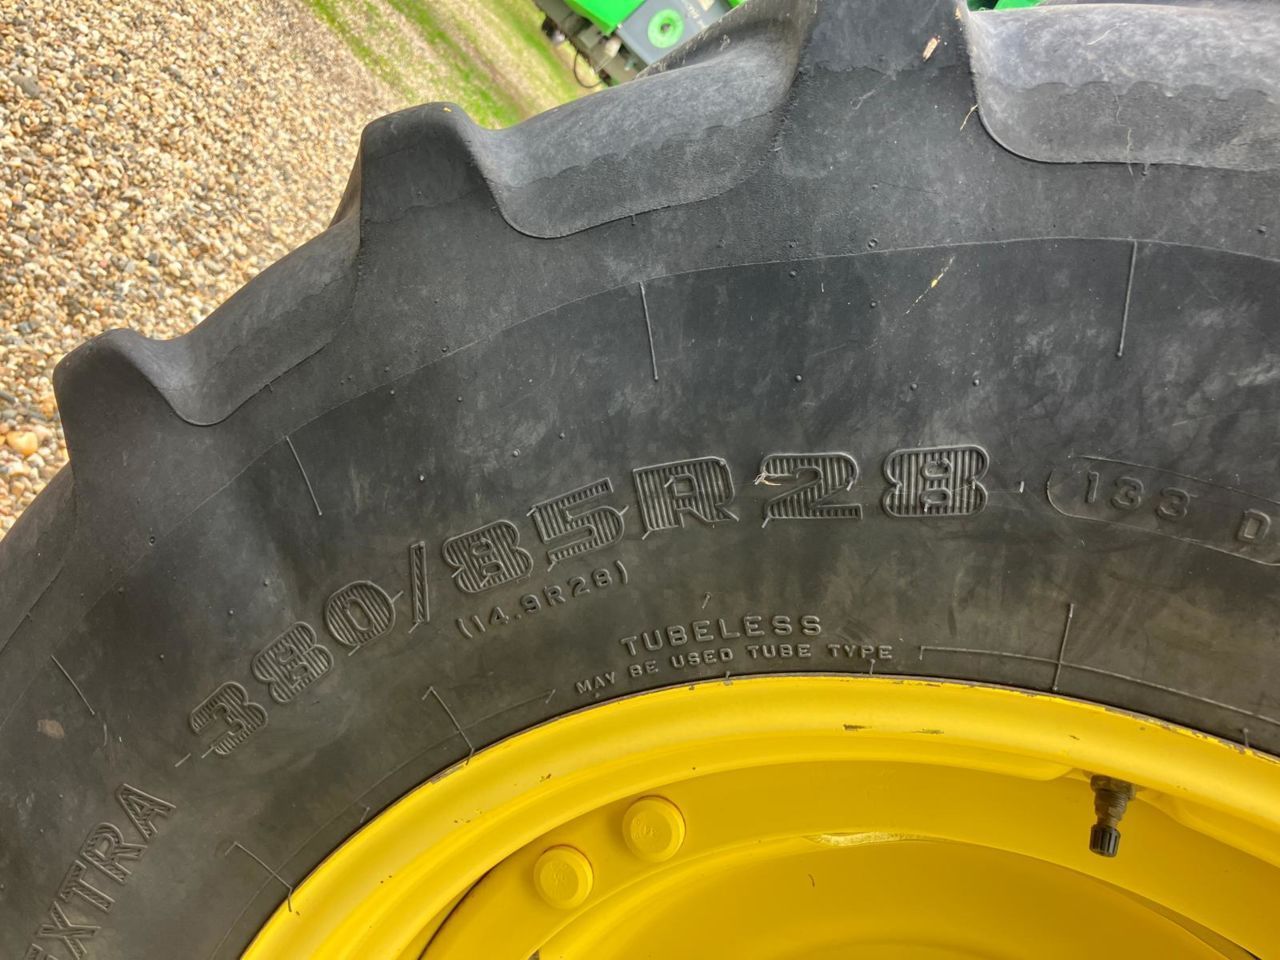 380/85R28
(14.9R28)
133 D
TUBELESS
MAY BE USED TUBE TYPE
EXTRA